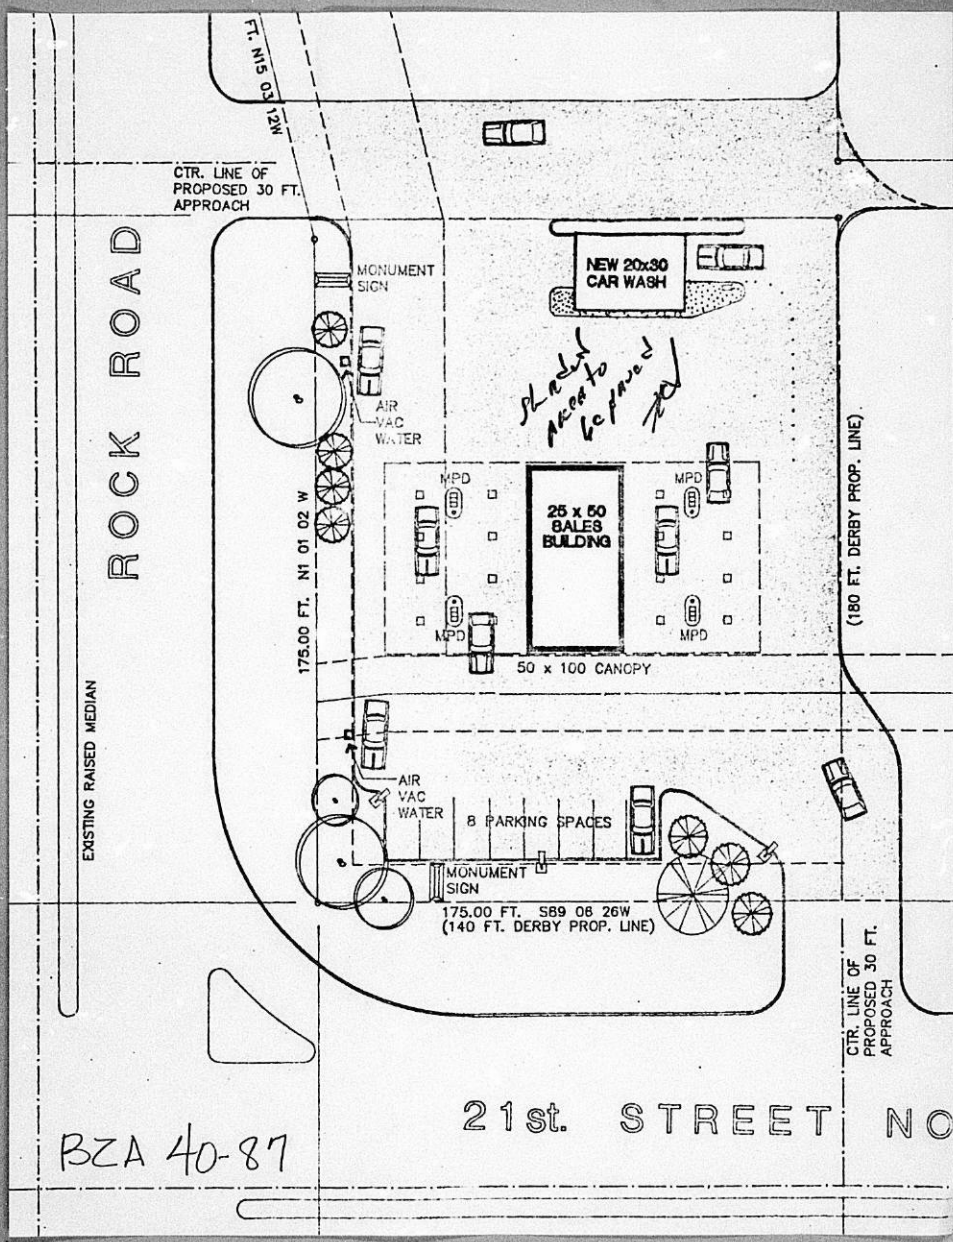 FT. N15 03 12W
CTR. LINE OF
PROPOSED 30 FT.
APPROACH
ROCK ROAD
MONUMENT
SIGN
NEW 20x30
CAR WASH
shaded
area to
be paved
AIR
VAC
WATER
(180 FT. DERBY PROP. LINE)
MPD
MPD
25 x 50
SALES
BUILDING
175.00 FT. N1 01 02 W
MPD
MPD
50 x 100 CANOPY
EXISTING RAISED MEDIAN
AIR
VAC
WATER
8 PARKING SPACES
MONUMENT
SIGN
175.00 FT. S89 06 26W
(140 FT. DERBY PROP. LINE)
CTR. LINE OF
PROPOSED 30 FT.
APPROACH
21st. STREET NO
BZA 40-87